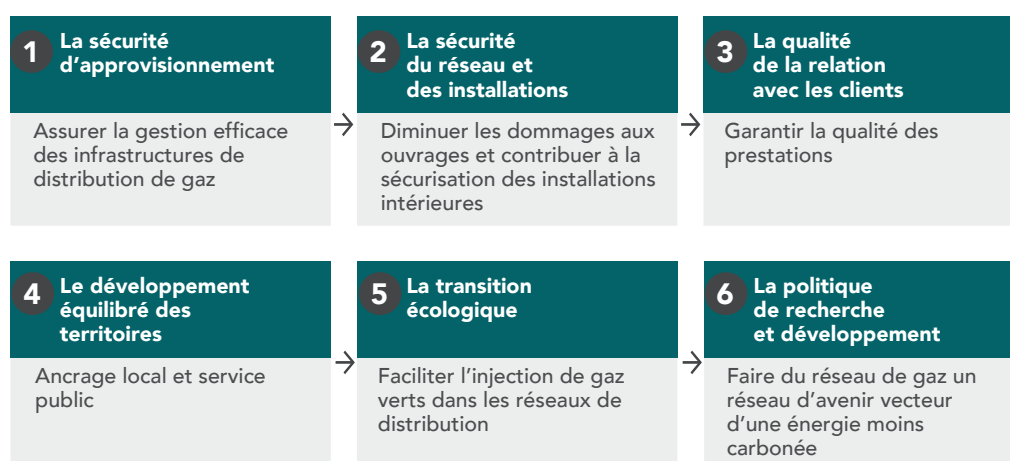 1
La sécurité
d'approvisionnement
Assurer la gestion efficace
des infrastructures de
distribution de gaz
2
La sécurité
du réseau et
des installations
Diminuer les dommages aux
ouvrages et contribuer à la
sécurisation des installations
intérieures
3
La qualité
de la relation
avec les clients
Garantir la qualité des
prestations
4
Le développement
équilibré des
territoires
Ancrage local et service
public
5
La transition
écologique
Faciliter l'injection de gaz
verts dans les réseaux de
distribution
6
La politique
de recherche
et développement
Faire du réseau de gaz un
réseau d'avenir vecteur
d'une énergie moins
carbonée